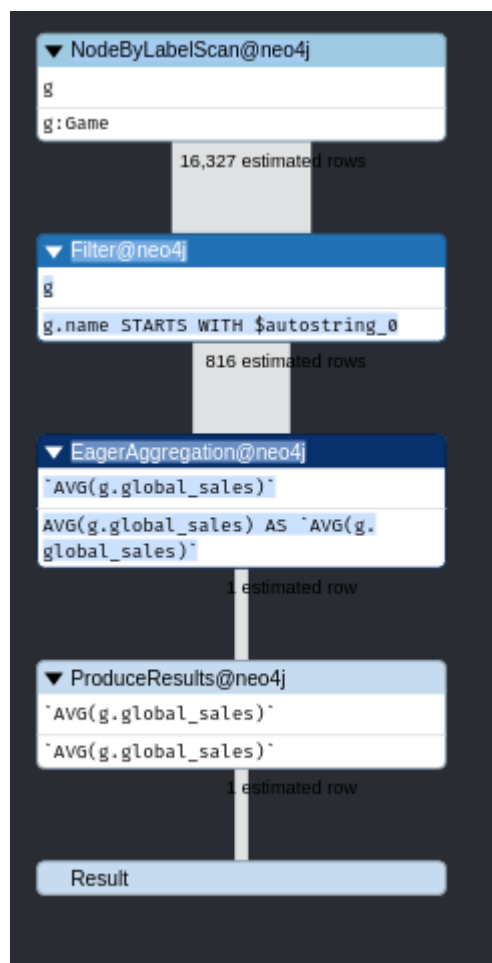 NodeByLabelScan@neo4j
g
g:Game
16,327 estimated rows
Filter@neo4j
g
g.name STARTS WITH $autostring_0
816 estimated rows
EagerAggregation@neo4j
`AVG(g.global_sales)`
AVG(g.global_sales) AS `AVG(g.
global_sales)`
1 estimated row
ProduceResults@neo4j
`AVG(g.global_sales)`
`AVG(g.global_sales)`
1 estimated row
Result